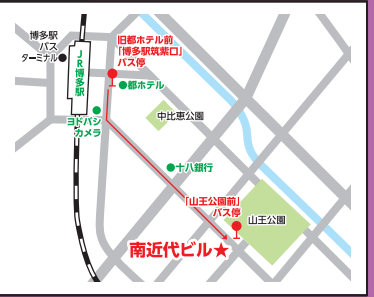 博多駅
バス
ターミナル
JR博多駅
旧都ホテル前
「博多駅筑紫口」
バス停
都ホテル
ヨドバシ
カメラ
中比恵公園
十八銀行
「山王公園前」
バス停
山王公園
南近代ビル★